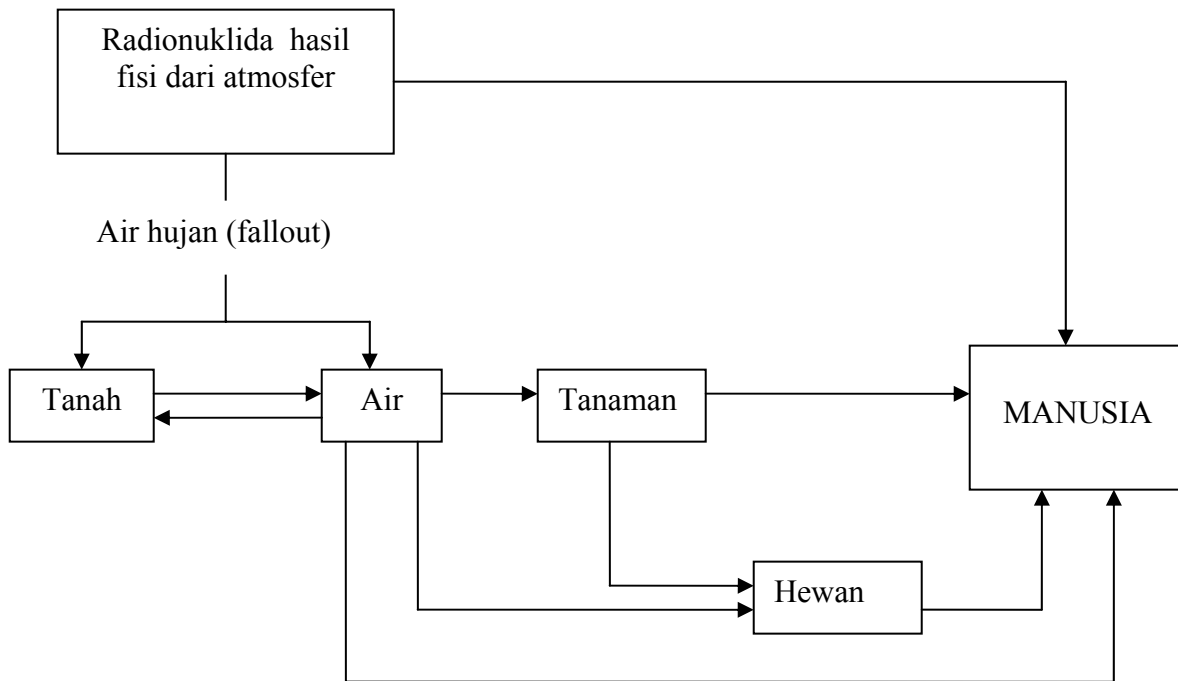 Radionuklida hasil
fisi dari atmosfer
Air hujan (fallout)
Tanah
Air
Tanaman
MANUSIA
Hewan